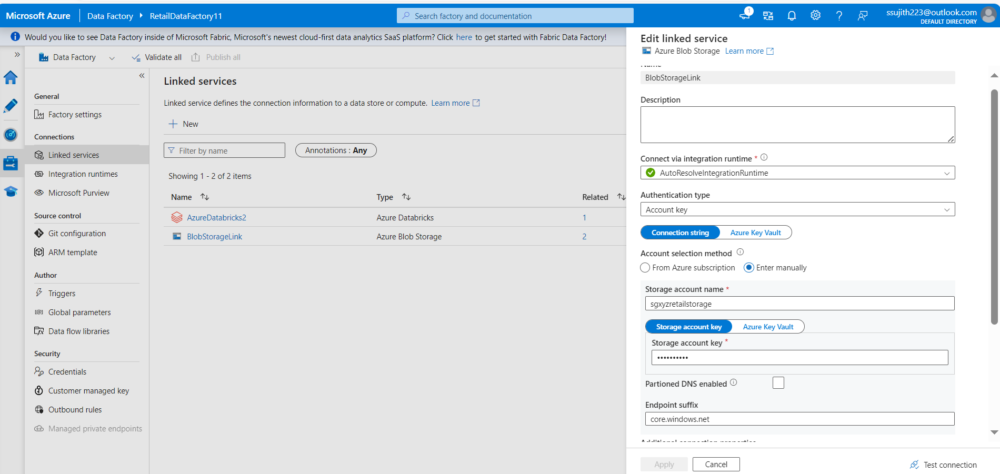 Microsoft Azure
Data Factory
RetailDataFactory11
Search factory and documentation
1
ssujith223@outlook.com
DEFAULT DIRECTORY
Would you like to see Data Factory inside of Microsoft Fabric, Microsoft's newest cloud-first data analytics SaaS platform? Click here to get started with Fabric Data Factory!
Data Factory
Validate all
Publish all
General
Factory settings
Connections
Linked services
Integration runtimes
Microsoft Purview
Source control
Git configuration
ARM template
Author
Triggers
Global parameters
Data flow libraries
Security
Credentials
Customer managed key
Outbound rules
Managed private endpoints
Linked services
Linked service defines the connection information to a data store or compute. Learn more
New
Filter by name
Annotations : Any
Showing 1 - 2 of 2 items
Name Type Related
AzureDatabricks2 Azure Databricks 1
BlobStorageLink Azure Blob Storage 2
Edit linked service
Azure Blob Storage Learn more
Name
BlobStorageLink
Description
Connect via integration runtime *
AutoResolveIntegrationRuntime
Authentication type
Account key
Connection string Azure Key Vault
Account selection method
From Azure subscription Enter manually
Storage account name *
sgxyzretailstorage
Storage account key Azure Key Vault
Storage account key *
••••••••••
Partioned DNS enabled
Endpoint suffix
core.windows.net
Additional connection properties
Apply Cancel Test connection